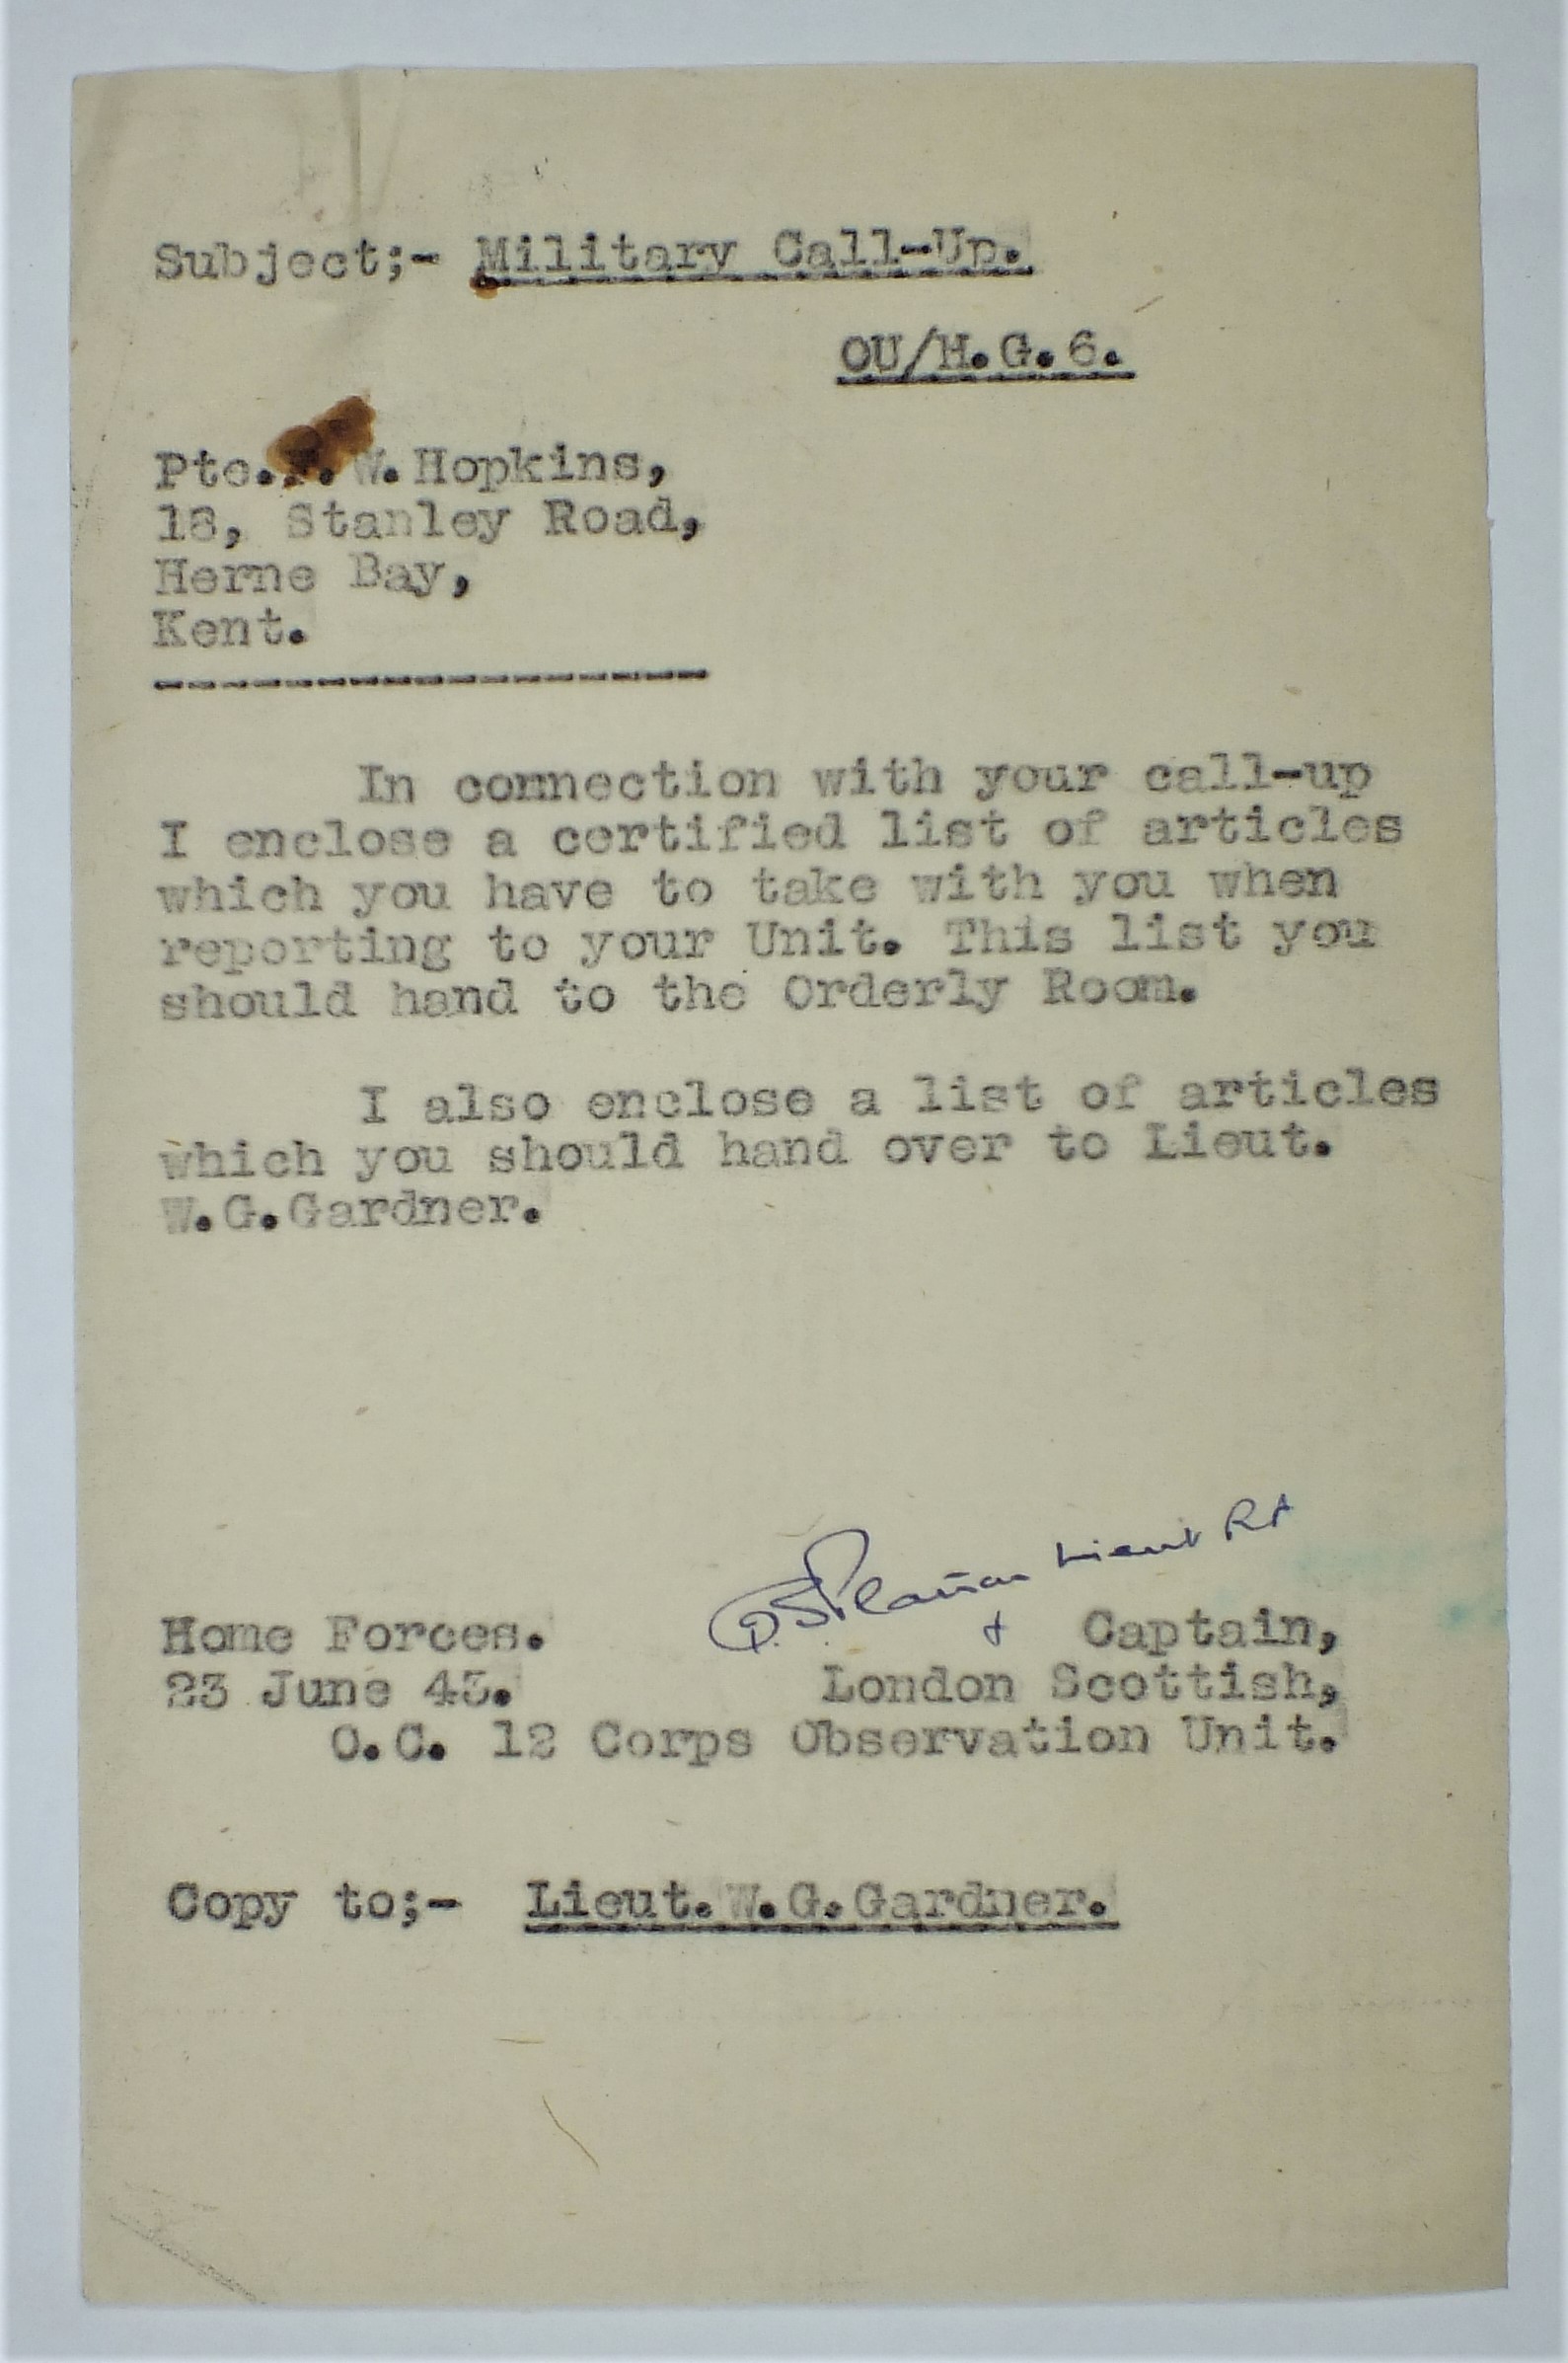 Subject;- Military Call-Up.
OU/H.G.6.
Pte. W.Hopkins,
18, Stanley Road,
Herne Bay,
Kent.
In connection with your call-up
I enclose a certified list of articles
which you have to take with you when
reporting to your Unit. This list you
should hand to the Orderly Room.
I also enclose a list of articles
which you should hand over to Lieut.
W.G.Gardner.
Lieut RA
Home Forces. Captain,
23 June 43. London Scottish,
O.C. 12 Corps Observation Unit.
Copy to;- Lieut.W.G.Gardner.